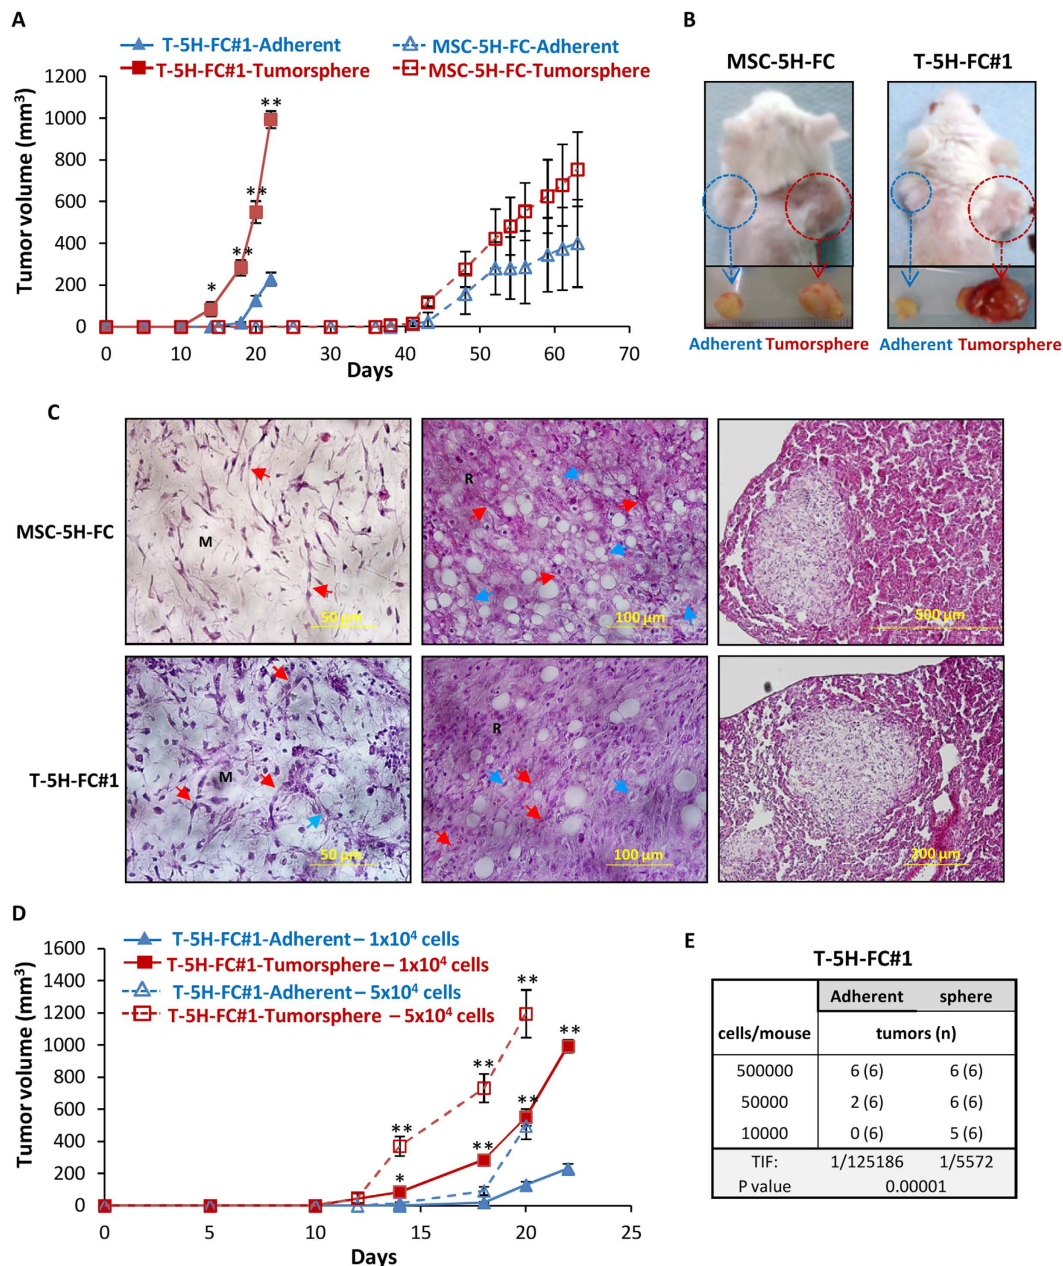 A
T-5H-FC#1-Adherent
MSC-5H-FC-Adherent
T-5H-FC#1-Tumorsphere
MSC-5H-FC-Tumorsphere
Tumor volume (mm³)
1200
1000
800
600
400
200
0
**
**
**
*
0 10 20 30 40 50 60 70
Days
B
MSC-5H-FC
T-5H-FC#1
Adherent Tumorsphere
Adherent Tumorsphere
C
MSC-5H-FC
M
50 µm
R
100 µm
500 µm
T-5H-FC#1
M
50 µm
R
100 µm
200 µm
D
T-5H-FC#1-Adherent – 1x10⁴ cells
T-5H-FC#1-Tumorsphere – 1x10⁴ cells
T-5H-FC#1-Adherent – 5x10⁴ cells
T-5H-FC#1-Tumorsphere – 5x10⁴ cells
Tumor volume (mm³)
1600
1400
1200
1000
800
600
400
200
0
**
**
**
**
**
**
*
0 5 10 15 20 25
Days
E
T-5H-FC#1
Adherent sphere
cells/mouse tumors (n)
500000 6 (6) 6 (6)
50000 2 (6) 6 (6)
10000 0 (6) 5 (6)
TIF: 1/125186 1/5572
P value 0.00001